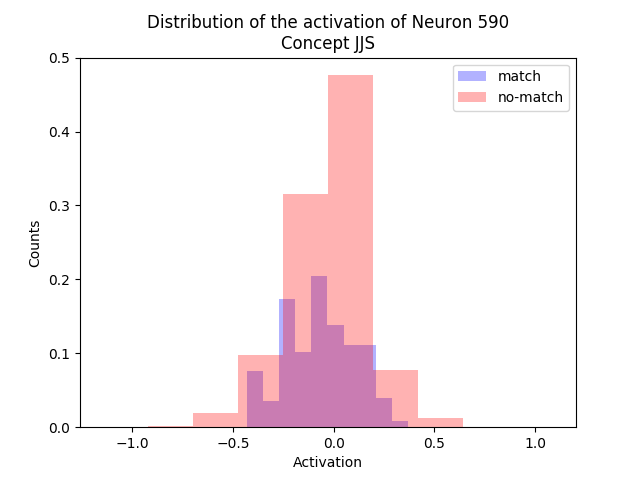 Distribution of the activation of Neuron 590
Concept JJS
match
no-match
0.5
0.4
0.3
0.2
0.1
0.0
Counts
−1.0
−0.5
0.0
0.5
1.0
Activation